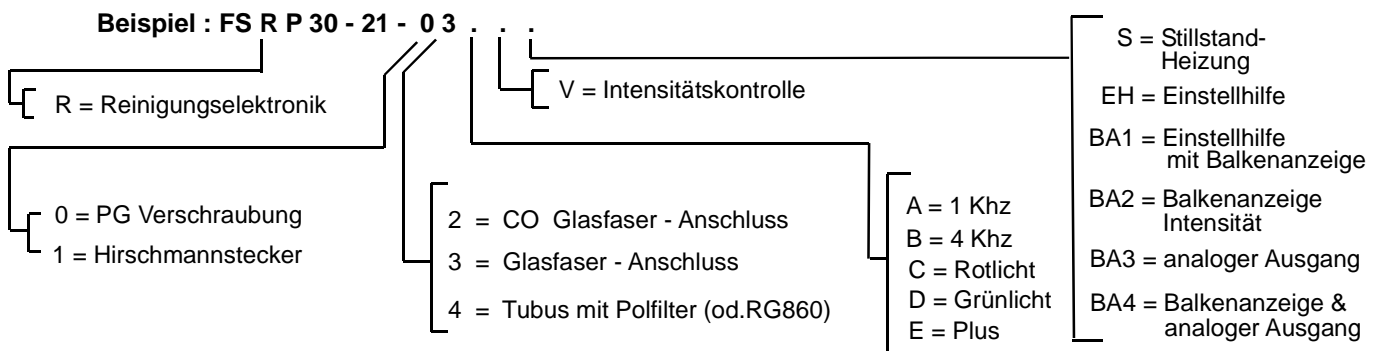 Beispiel : FS R P 30 - 21 - 0 3 . . .
R = Reinigungselektronik
0 = PG Verschraubung
1 = Hirschmannstecker
2 = CO Glasfaser - Anschluss
3 = Glasfaser - Anschluss
4 = Tubus mit Polfilter (od.RG860)
V = Intensitätskontrolle
A = 1 Khz
B = 4 Khz
C = Rotlicht
D = Grünlicht
E = Plus
S = Stillstand-
Heizung
EH = Einstellhilfe
BA1 = Einstellhilfe
mit Balkenanzeige
BA2 = Balkenanzeige
Intensität
BA3 = analoger Ausgang
BA4 = Balkenanzeige &
analoger Ausgang